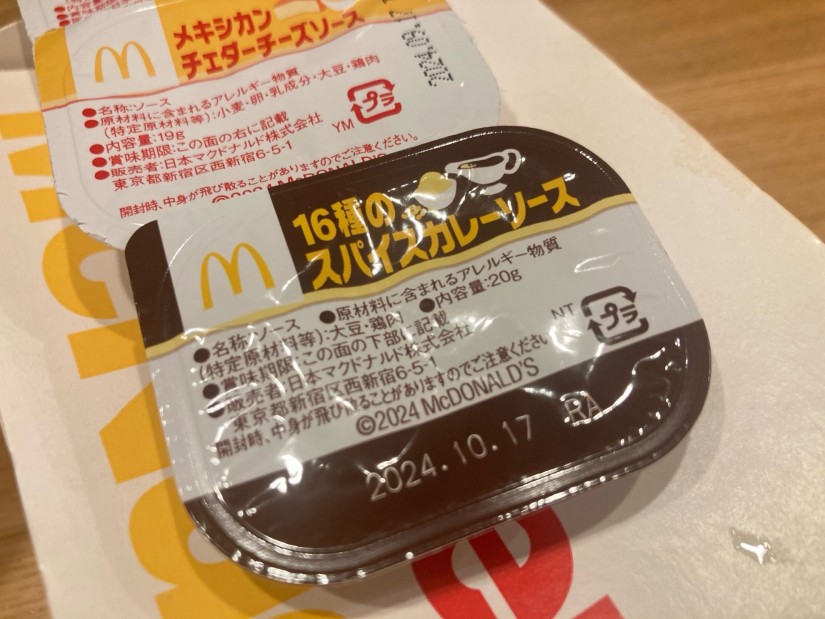 メキシカン
チェダーチーズソース
●名称:ソース
●原材料に含まれるアレルギー物質
(特定原材料等):小麦・卵・乳成分・大豆・鶏肉
●内容量:19g
●賞味期限:この面の右に記載
●販売者:日本マクドナルド株式会社
東京都新宿区西新宿6-5-1
開封時、中身が飛び散ることがありますのでご注意ください。
©2024 McDONALD'S
YM
プラ
16種の
スパイスカレーソース
●名称:ソース ●原材料に含まれるアレルギー物質
(特定原材料等):大豆・鶏肉 ●内容量:20g
●賞味期限:この面の下部に記載
●販売者:日本マクドナルド株式会社
東京都新宿区西新宿6-5-1
開封時、中身が飛び散ることがありますのでご注意くださ
©2024 McDONALD'S
NT
プラ
2024.10.17 RA